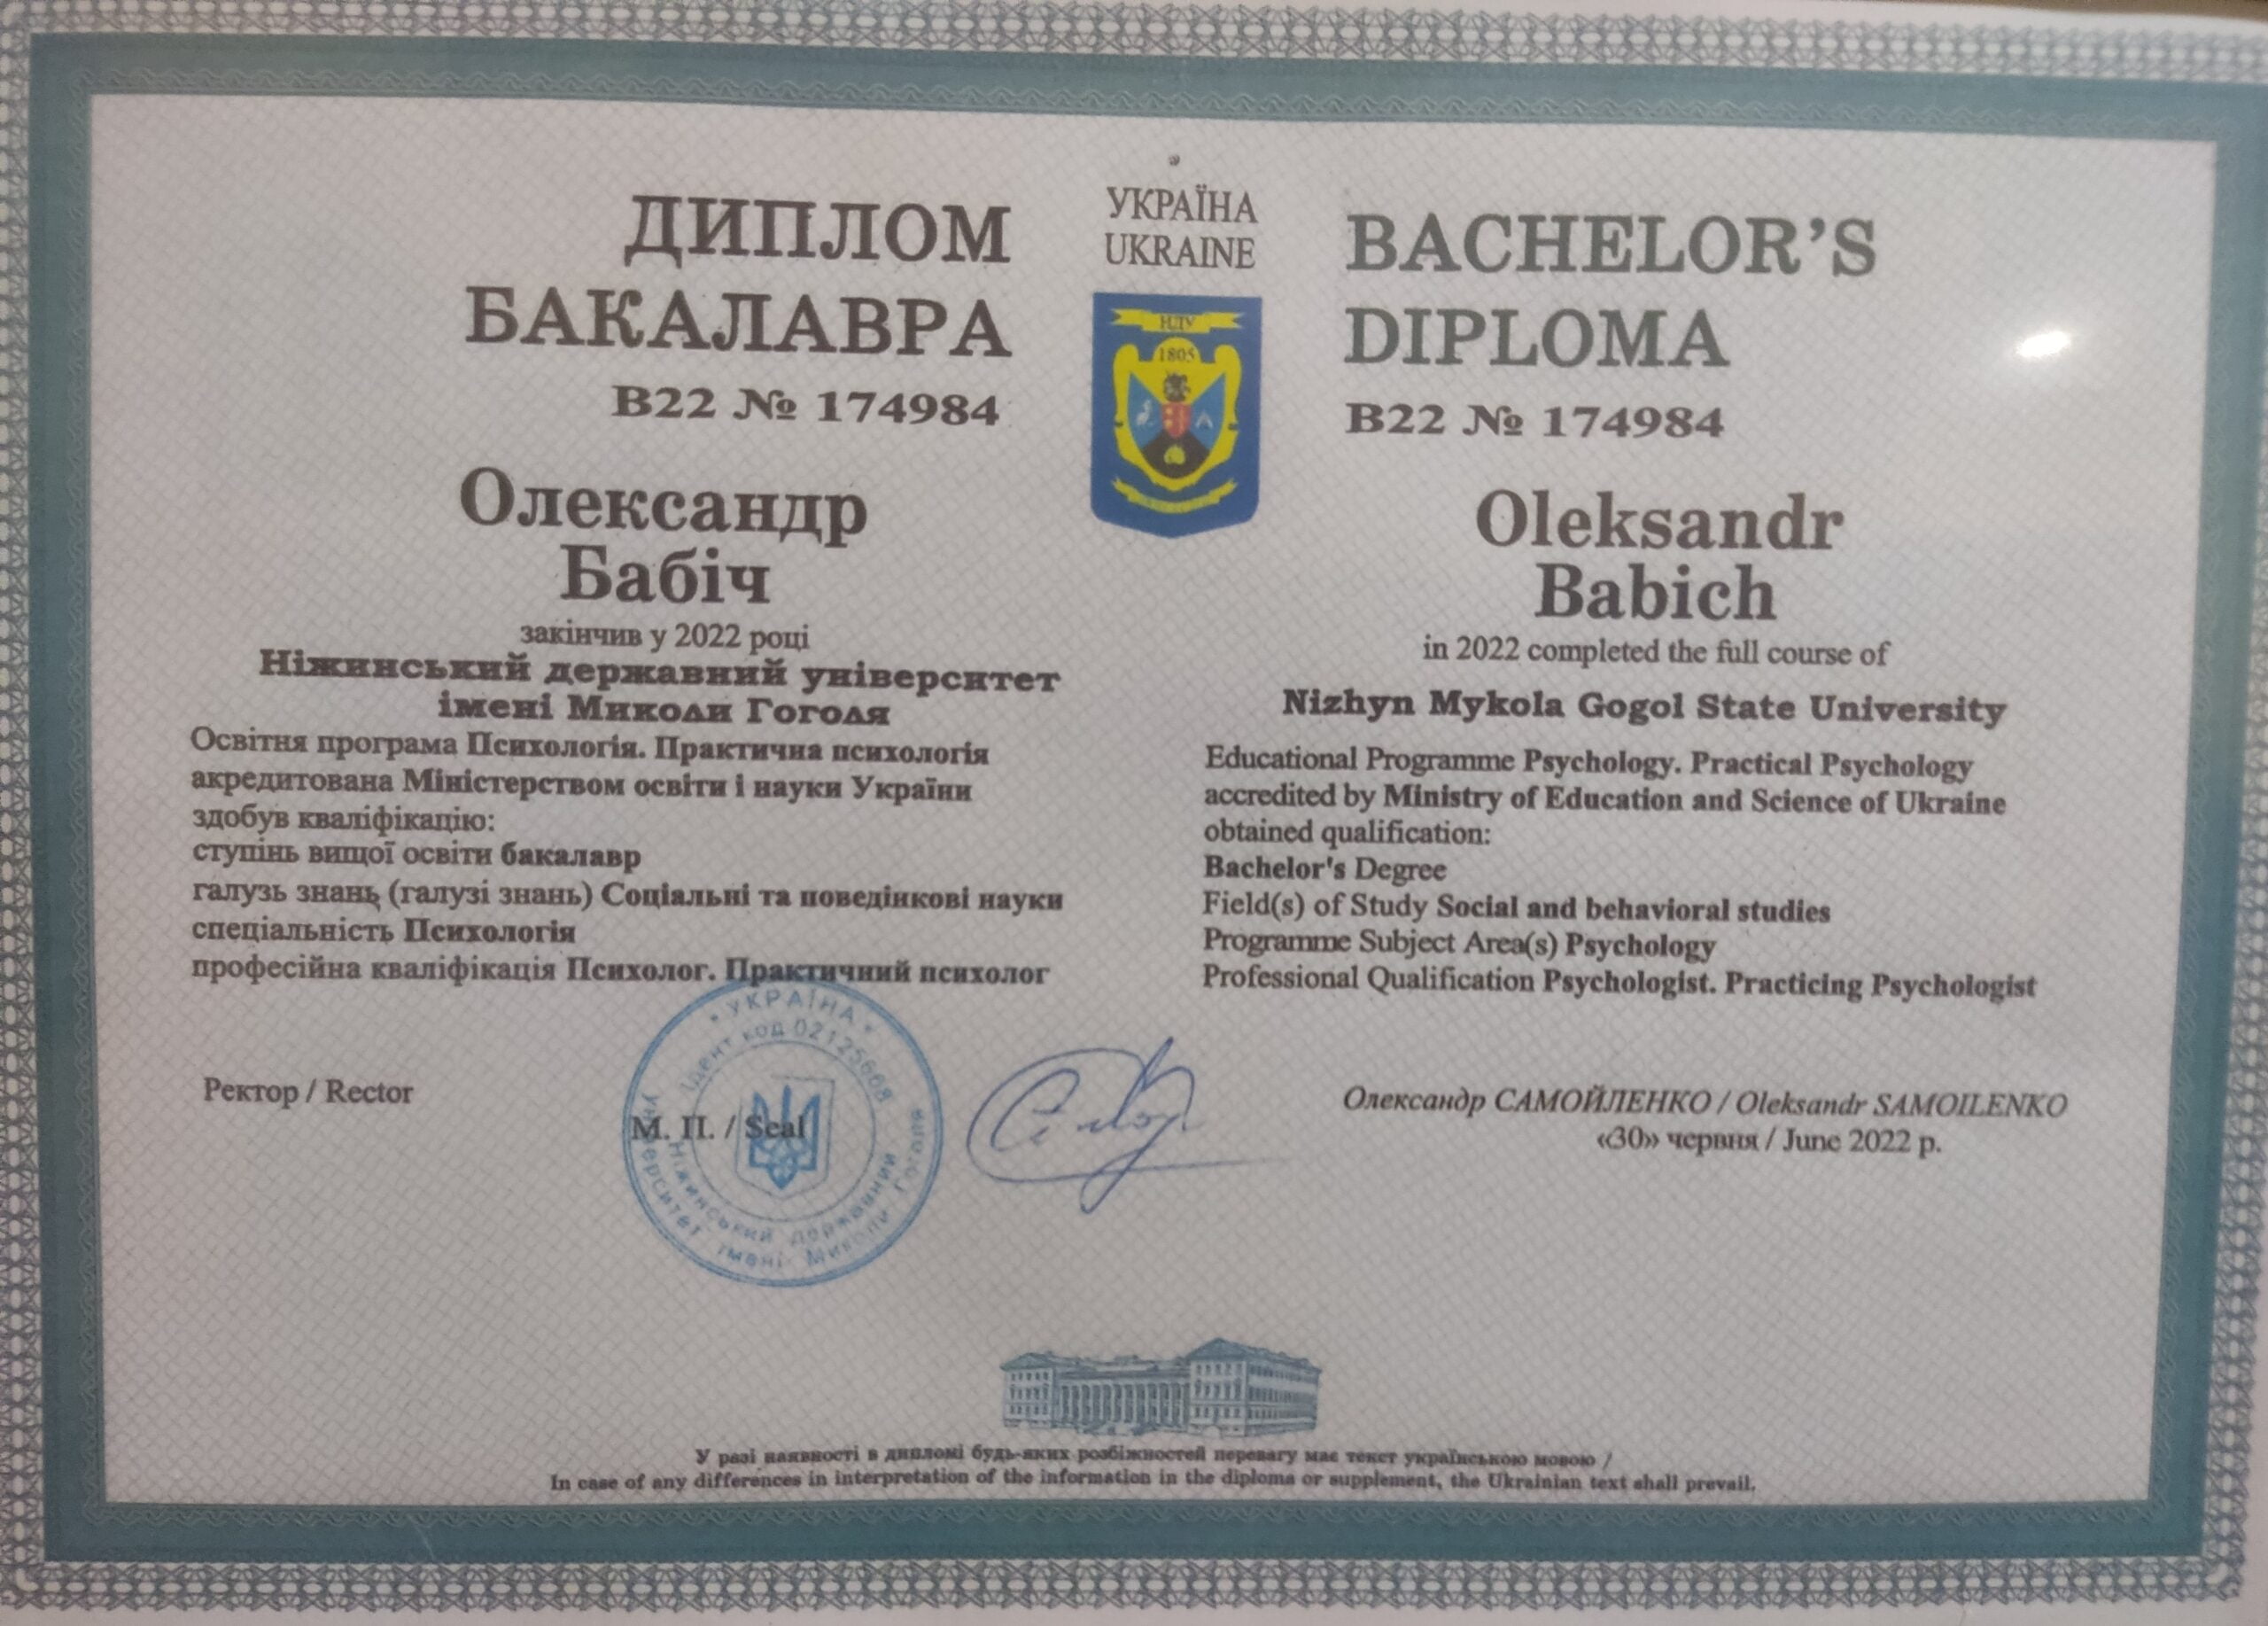 УКРАЇНА
UKRAINE
НДУ
1805
ДИПЛОМ
БАКАЛАВРА
B22 № 174984
Олександр
Бабіч
закінчив у 2022 році
Ніжинський державний університет
імені Миколи Гоголя
Освітня програма Психологія. Практична психологія
акредитована Міністерством освіти і науки України
здобув кваліфікацію:
ступінь вищої освіти бакалавр
галузь знань (галузі знань) Соціальні та поведінкові науки
спеціальність Психологія
професійна кваліфікація Психолог. Практичний психолог
BACHELOR’S
DIPLOMA
B22 № 174984
Oleksandr
Babich
in 2022 completed the full course of
Nizhyn Mykola Gogol State University
Educational Programme Psychology. Practical Psychology
accredited by Ministry of Education and Science of Ukraine
obtained qualification:
Bachelor's Degree
Field(s) of Study Social and behavioral studies
Programme Subject Area(s) Psychology
Professional Qualification Psychologist. Practicing Psychologist
Ректор / Rector
М. П. / Seal
* УКРАЇНА *
Ідент код 02125668
Ніжинський державний
університет імені Миколи Гоголя
Олександр САМОЙЛЕНКО / Oleksandr SAMOILENKO
«30» червня / June 2022 р.
У разі наявності в дипломі будь-яких розбіжностей перевагу має текст українською мовою /
In case of any differences in interpretation of the information in the diploma or supplement, the Ukrainian text shall prevail.